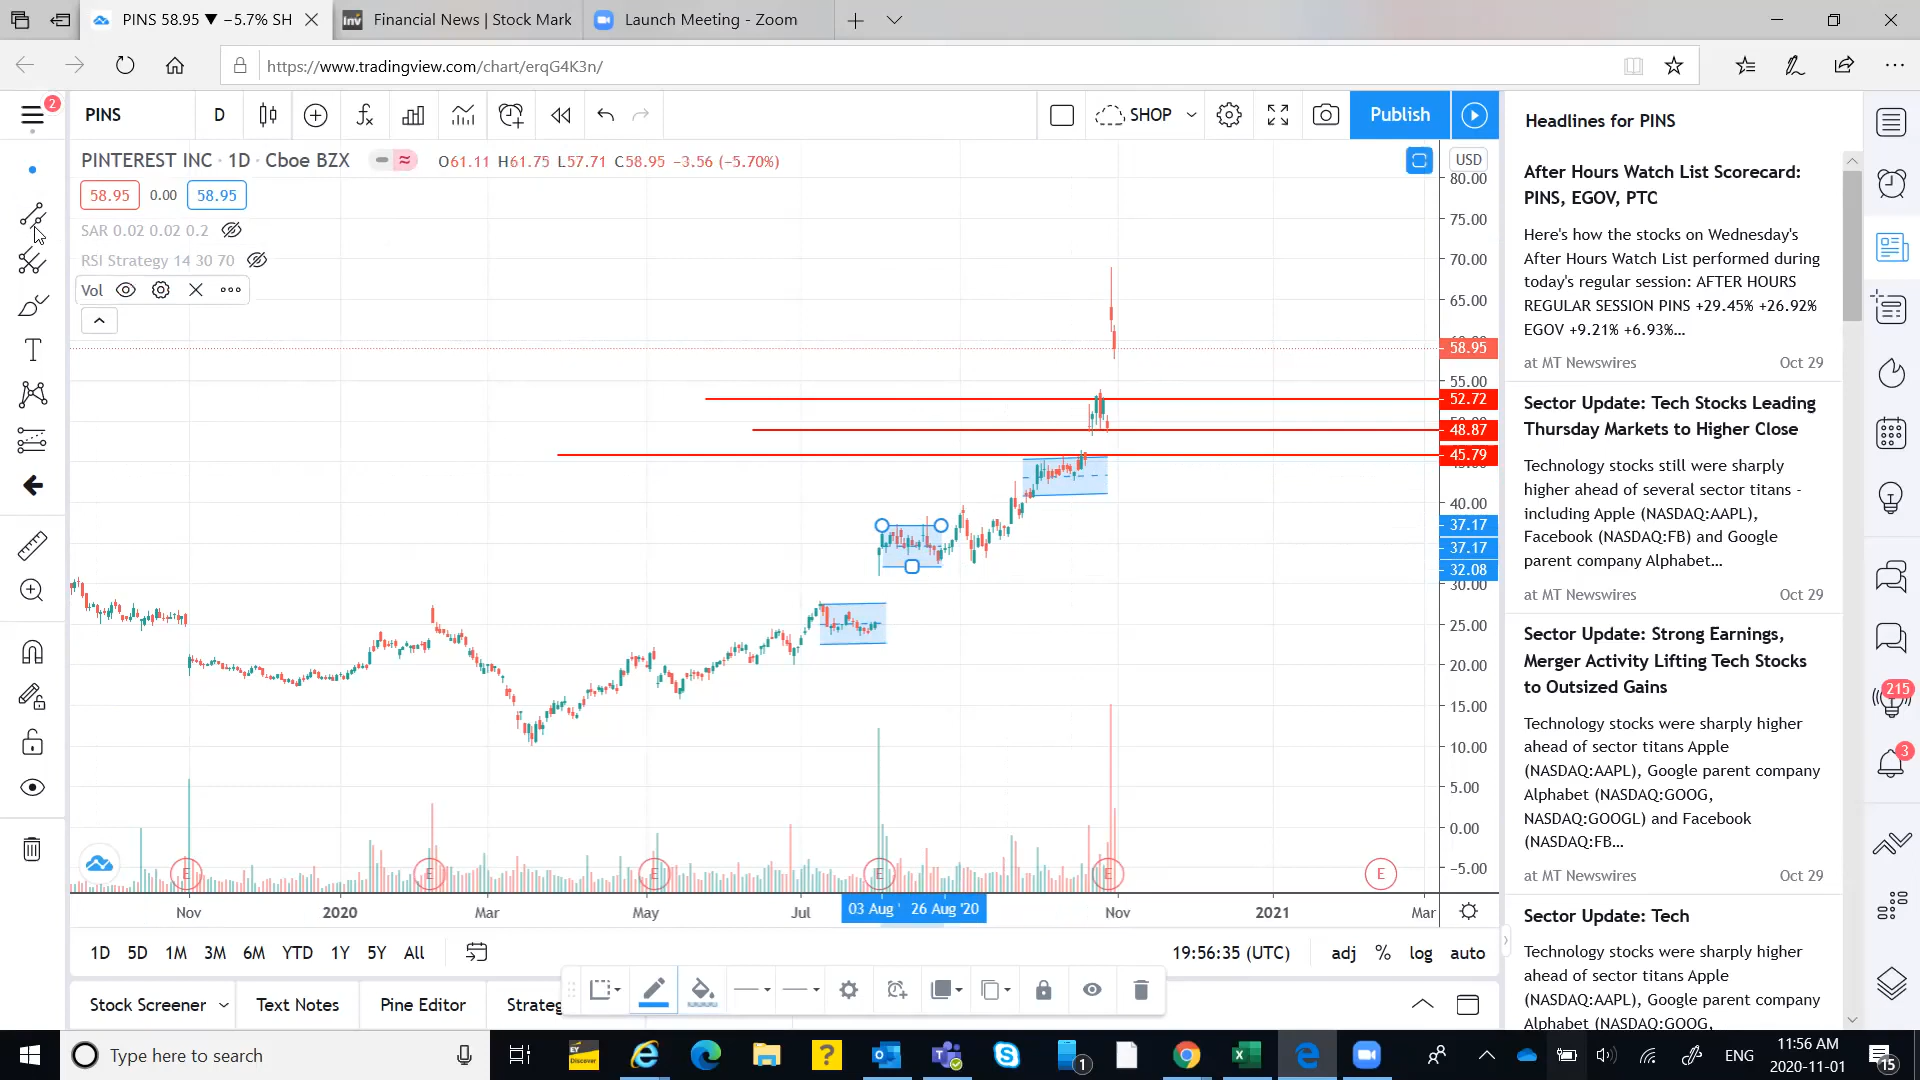 PINS 58.95 ▼ −5.7% SH
Financial News | Stock Mark
Launch Meeting - Zoom
https://www.tradingview.com/chart/erqG4K3n/
2
PINS
D
SHOP
Publish
PINTEREST INC · 1D · Cboe BZX
O61.11 H61.75 L57.71 C58.95 −3.56 (−5.70%)
58.95 0.00 58.95
SAR 0.02 0.02 0.2
RSI Strategy 14 30 70
Vol
USD
80.00
75.00
70.00
65.00
58.95
55.00
52.72
48.87
45.79
40.00
37.17
37.17
32.08
30.00
25.00
20.00
15.00
10.00
5.00
0.00
−5.00
E E E E E E
Nov 2020 Mar May Jul 03 Aug ' 26 Aug '20 Nov 2021 Mar
1D 5D 1M 3M 6M YTD 1Y 5Y All
19:56:35 (UTC) adj % log auto
Stock Screener Text Notes Pine Editor Strateg
Headlines for PINS
After Hours Watch List Scorecard:
PINS, EGOV, PTC
Here's how the stocks on Wednesday's
After Hours Watch List performed during
today's regular session: AFTER HOURS
REGULAR SESSION PINS +29.45% +26.92%
EGOV +9.21% +6.93%...
at MT Newswires Oct 29
Sector Update: Tech Stocks Leading
Thursday Markets to Higher Close
Technology stocks still were sharply
higher ahead of several sector titans -
including Apple (NASDAQ:AAPL),
Facebook (NASDAQ:FB) and Google
parent company Alphabet...
at MT Newswires Oct 29
Sector Update: Strong Earnings,
Merger Activity Lifting Tech Stocks
to Outsized Gains
Technology stocks were sharply higher
ahead of sector titans Apple
(NASDAQ:AAPL), Google parent company
Alphabet (NASDAQ:GOOG,
NASDAQ:GOOGL) and Facebook
(NASDAQ:FB...
at MT Newswires Oct 29
Sector Update: Tech
Technology stocks were sharply higher
ahead of sector titans Apple
(NASDAQ:AAPL), Google parent company
Alphabet (NASDAQ:GOOG,
215
3
Type here to search
EY
Discover
1
ENG
11:56 AM
2020-11-01
15